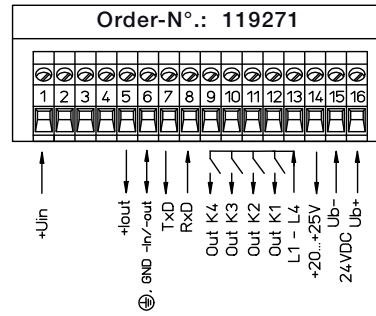 Order-N°.: 119271
1 2 3 4 5 6 7 8 9 10 11 12 13 14 15 16
+Uin
+Iout
⏚, GND -In/-out
TxD
RxD
Out K4
Out K3
Out K2
Out K1
L1 - L4
+20...+25V
Ub-
24VDC
Ub+